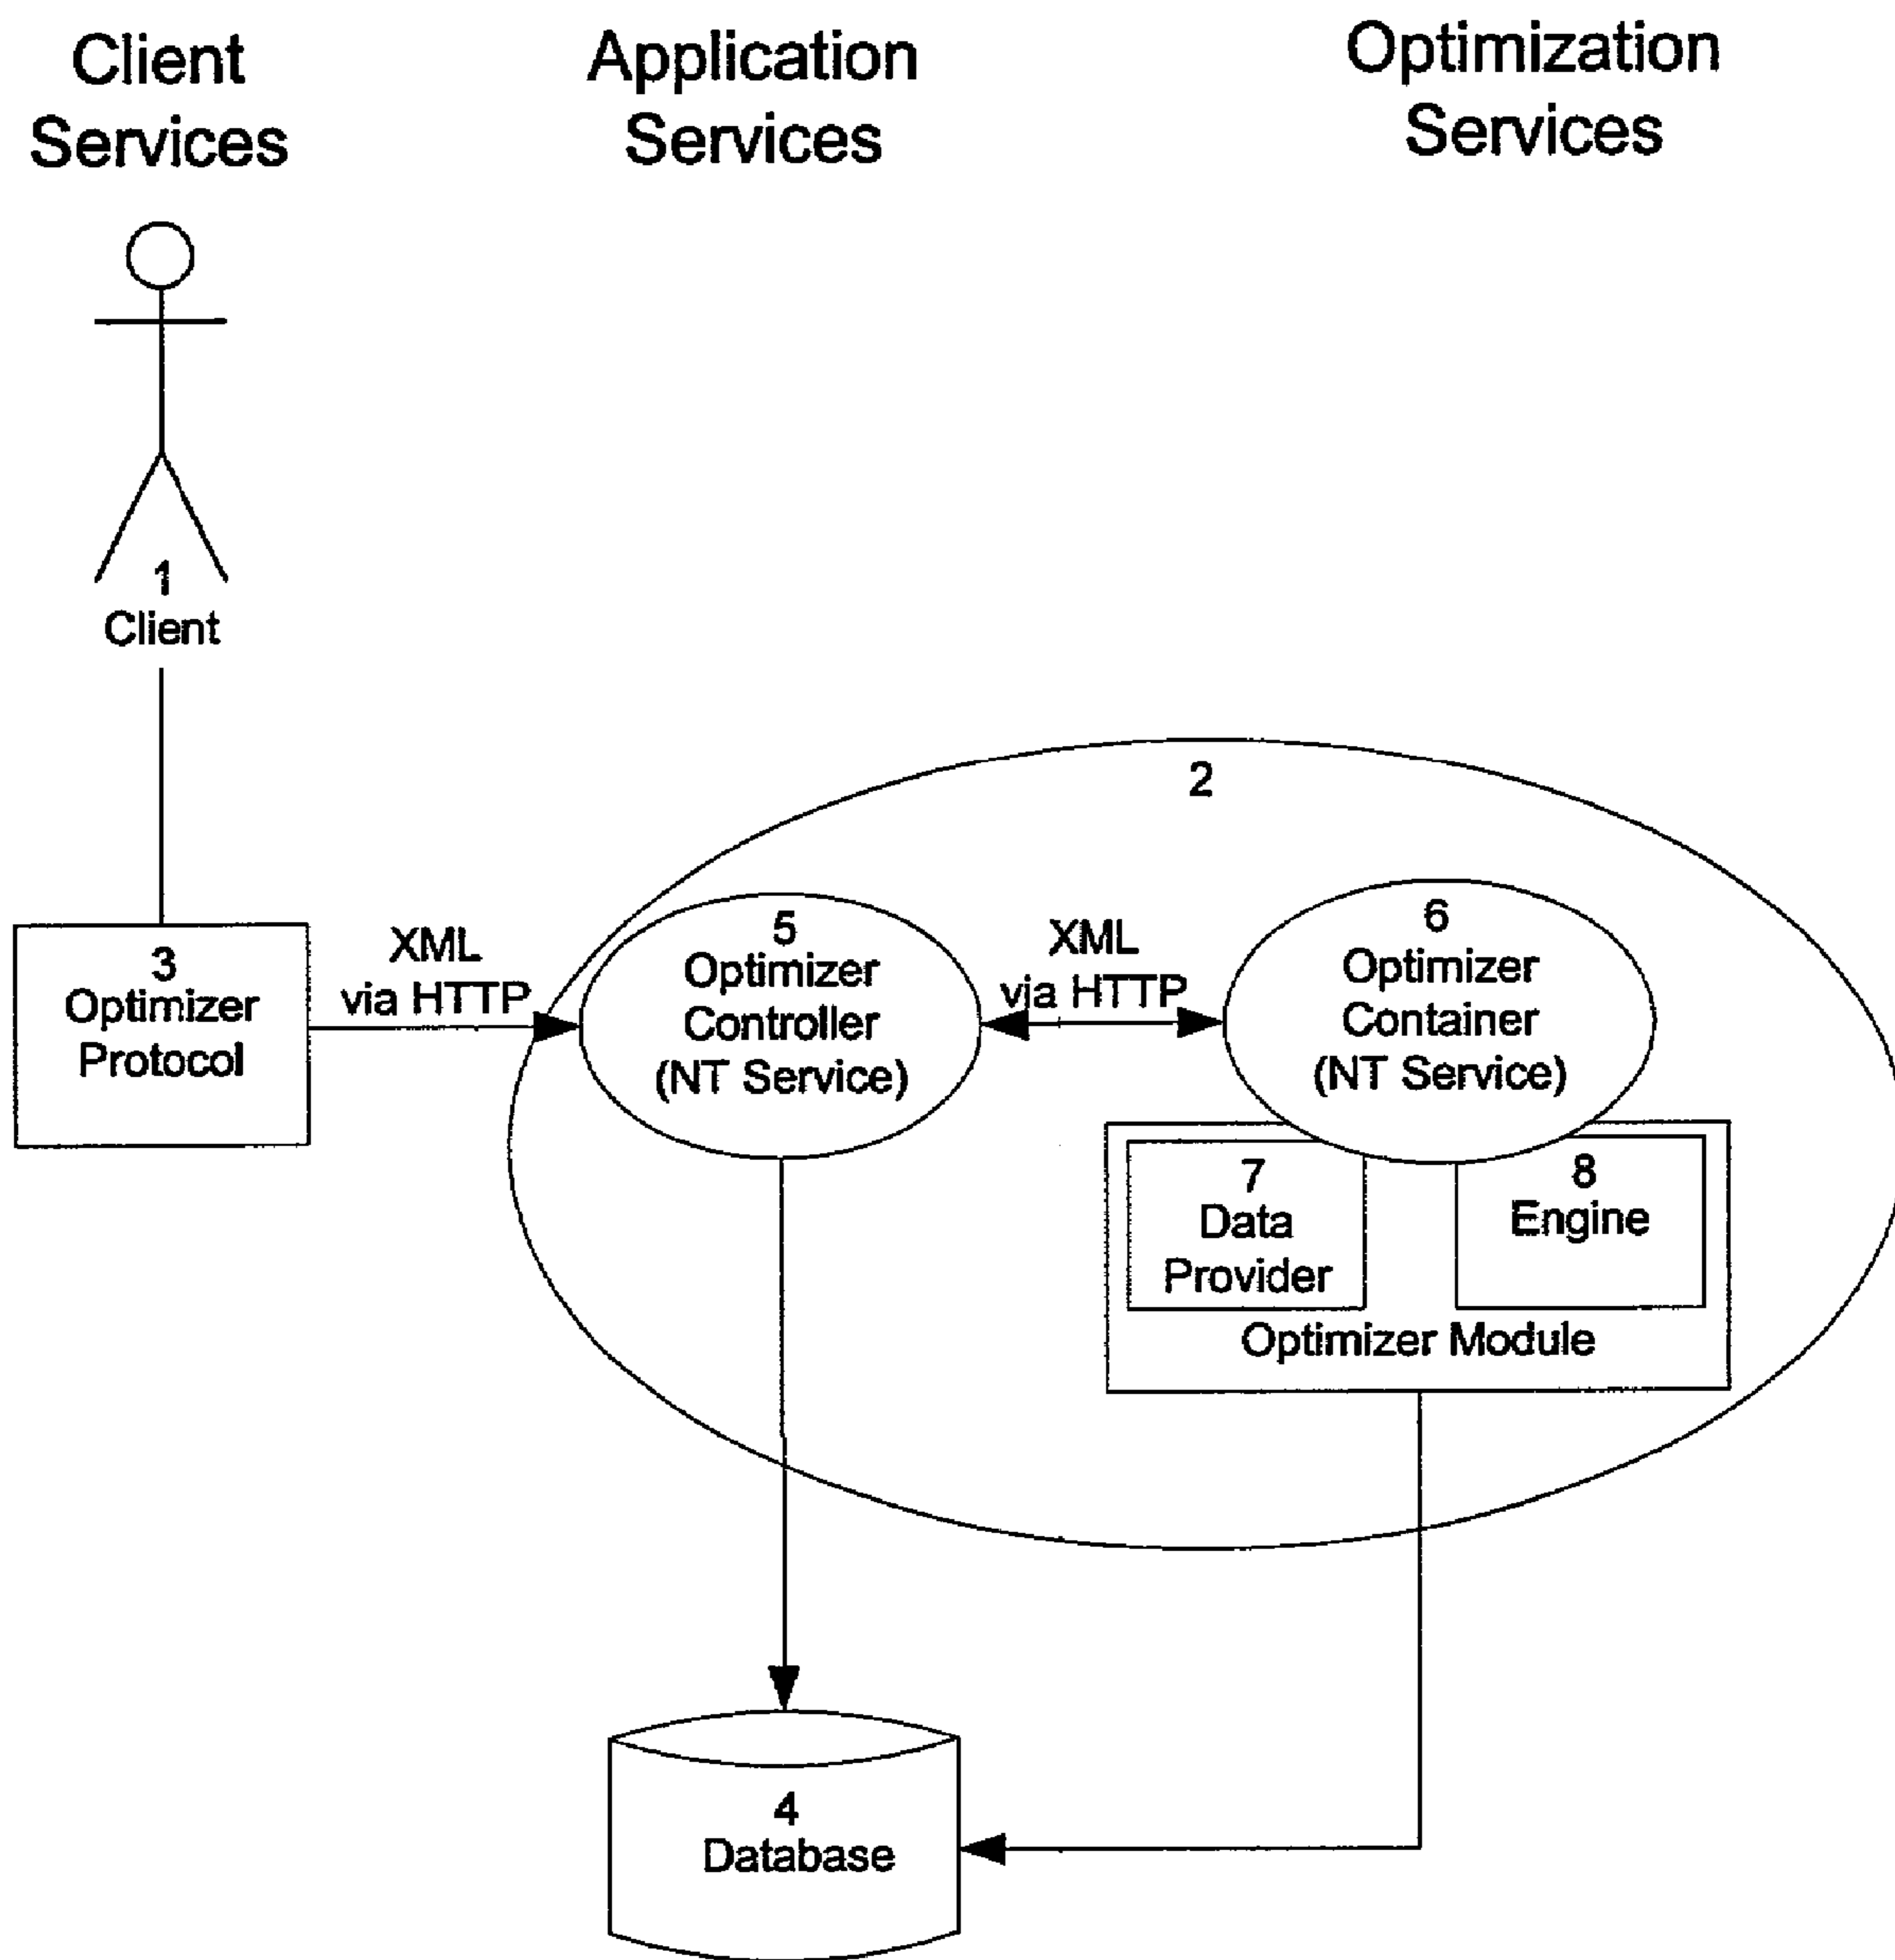 Client
Services
Application
Services
Optimization
Services
1
Client
2
3
Optimizer
Protocol
XML
via HTTP
5
Optimizer
Controller
(NT Service)
XML
via HTTP
6
Optimizer
Container
(NT Service)
7
Data
Provider
8
Engine
Optimizer Module
4
Database